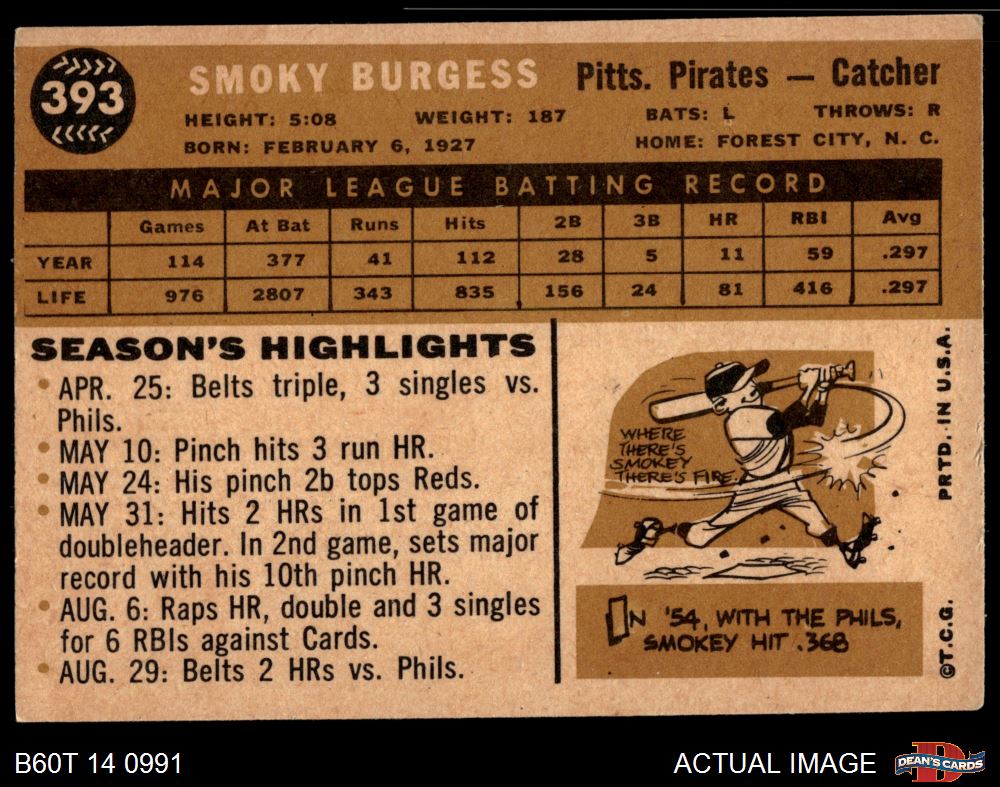 393
SMOKY BURGESS Pitts. Pirates — Catcher
HEIGHT: 5:08 WEIGHT: 187 BATS: L THROWS: R
BORN: FEBRUARY 6, 1927 HOME: FOREST CITY, N. C.
MAJOR LEAGUE BATTING RECORD
Games At Bat Runs Hits 2B 3B HR RBI Avg
YEAR 114 377 41 112 28 5 11 59 .297
LIFE 976 2807 343 835 156 24 81 416 .297
SEASON'S HIGHLIGHTS
• APR. 25: Belts triple, 3 singles vs.
Phils.
• MAY 10: Pinch hits 3 run HR.
• MAY 24: His pinch 2b tops Reds.
• MAY 31: Hits 2 HRs in 1st game of
doubleheader. In 2nd game, sets major
record with his 10th pinch HR.
• AUG. 6: Raps HR, double and 3 singles
for 6 RBIs against Cards.
• AUG. 29: Belts 2 HRs vs. Phils.
WHERE
THERE'S
SMOKEY
THERE'S FIRE.
IN '54, WITH THE PHILS,
SMOKEY HIT .368
©T.C.G. PRTD. IN U.S.A.
B60T 14 0991 ACTUAL IMAGE
D
DEAN'S CARDS